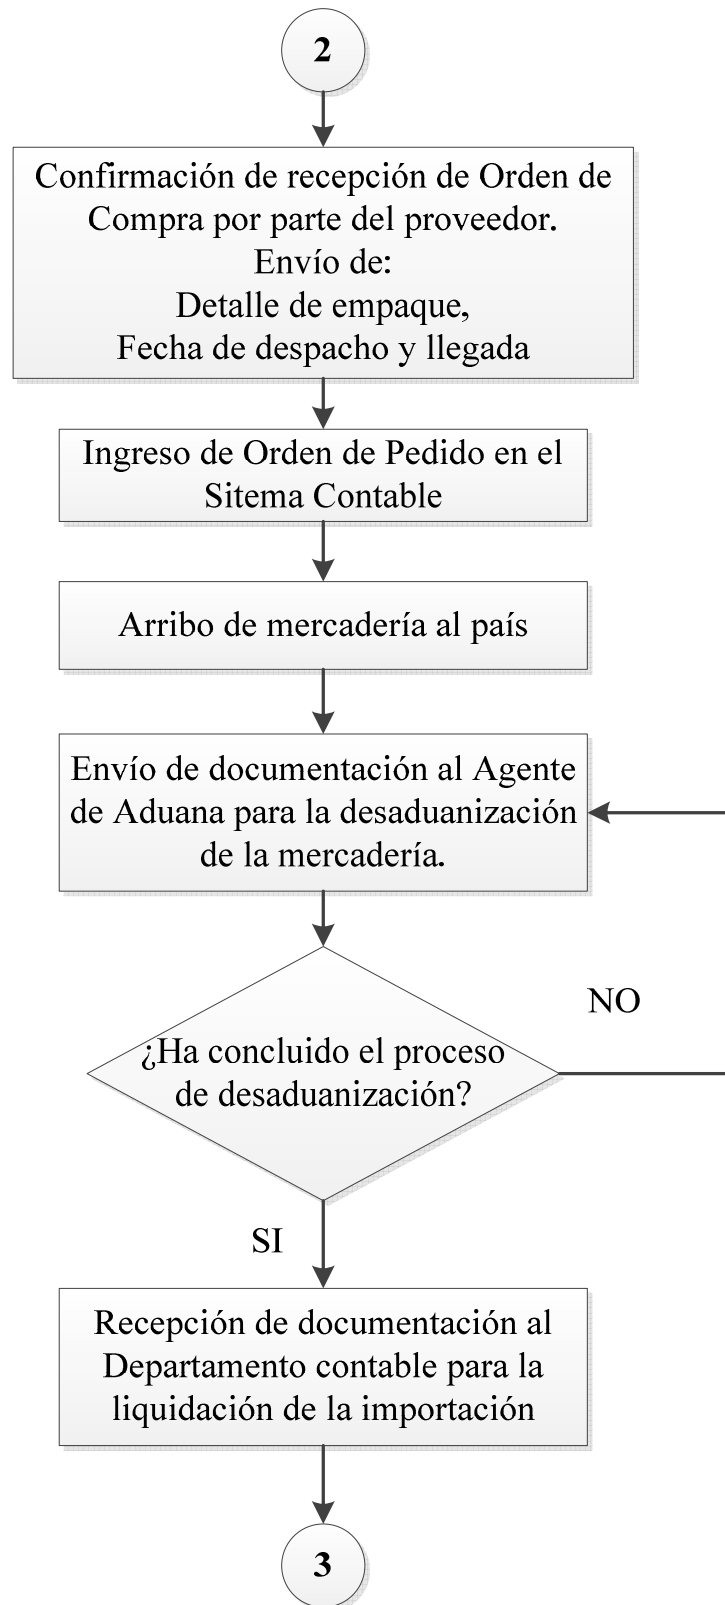 2
Confirmación de recepción de Orden de
Compra por parte del proveedor.
Envío de:
Detalle de empaque,
Fecha de despacho y llegada
Ingreso de Orden de Pedido en el
Sitema Contable
Arribo de mercadería al país
Envío de documentación al Agente
de Aduana para la desaduanización
de la mercadería.
NO
¿Ha concluido el proceso
de desaduanización?
SI
Recepción de documentación al
Departamento contable para la
liquidación de la importación
3